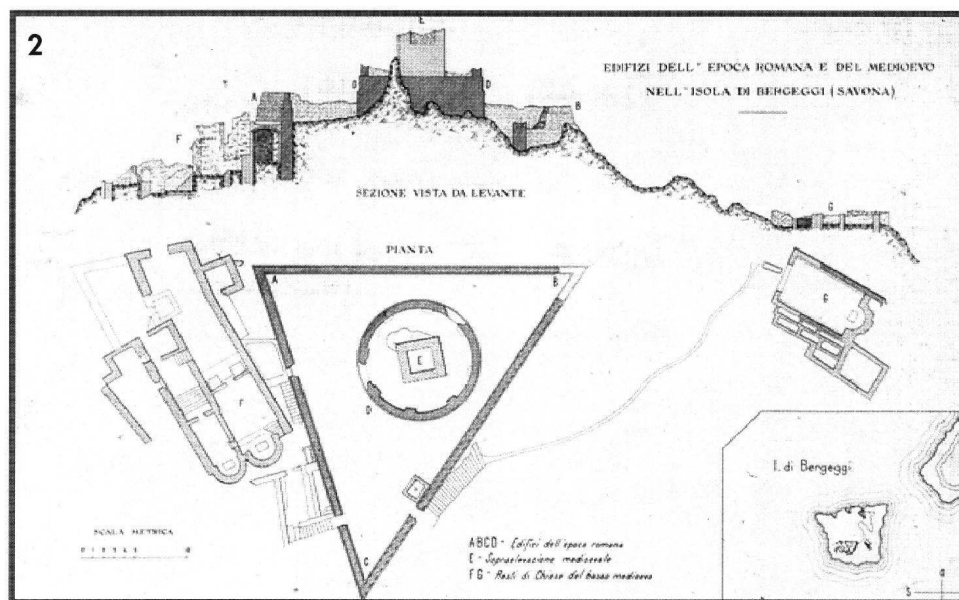 2
E
EDIFIZI DELL' EPOCA ROMANA E DEL MEDIOEVO
NELL' ISOLA DI BERGEGGI (SAVONA)
A
D
D
B
F
G
SEZIONE VISTA DA LEVANTE
PIANTA
A
B
G
E
D
F
I. di Bergeggi
SCALA METRICA
C
ABCD - Edifici dell'epoca romana
E - Sopraelevazione medioevale
F G - Resti di Chiese del basso medioevo
S